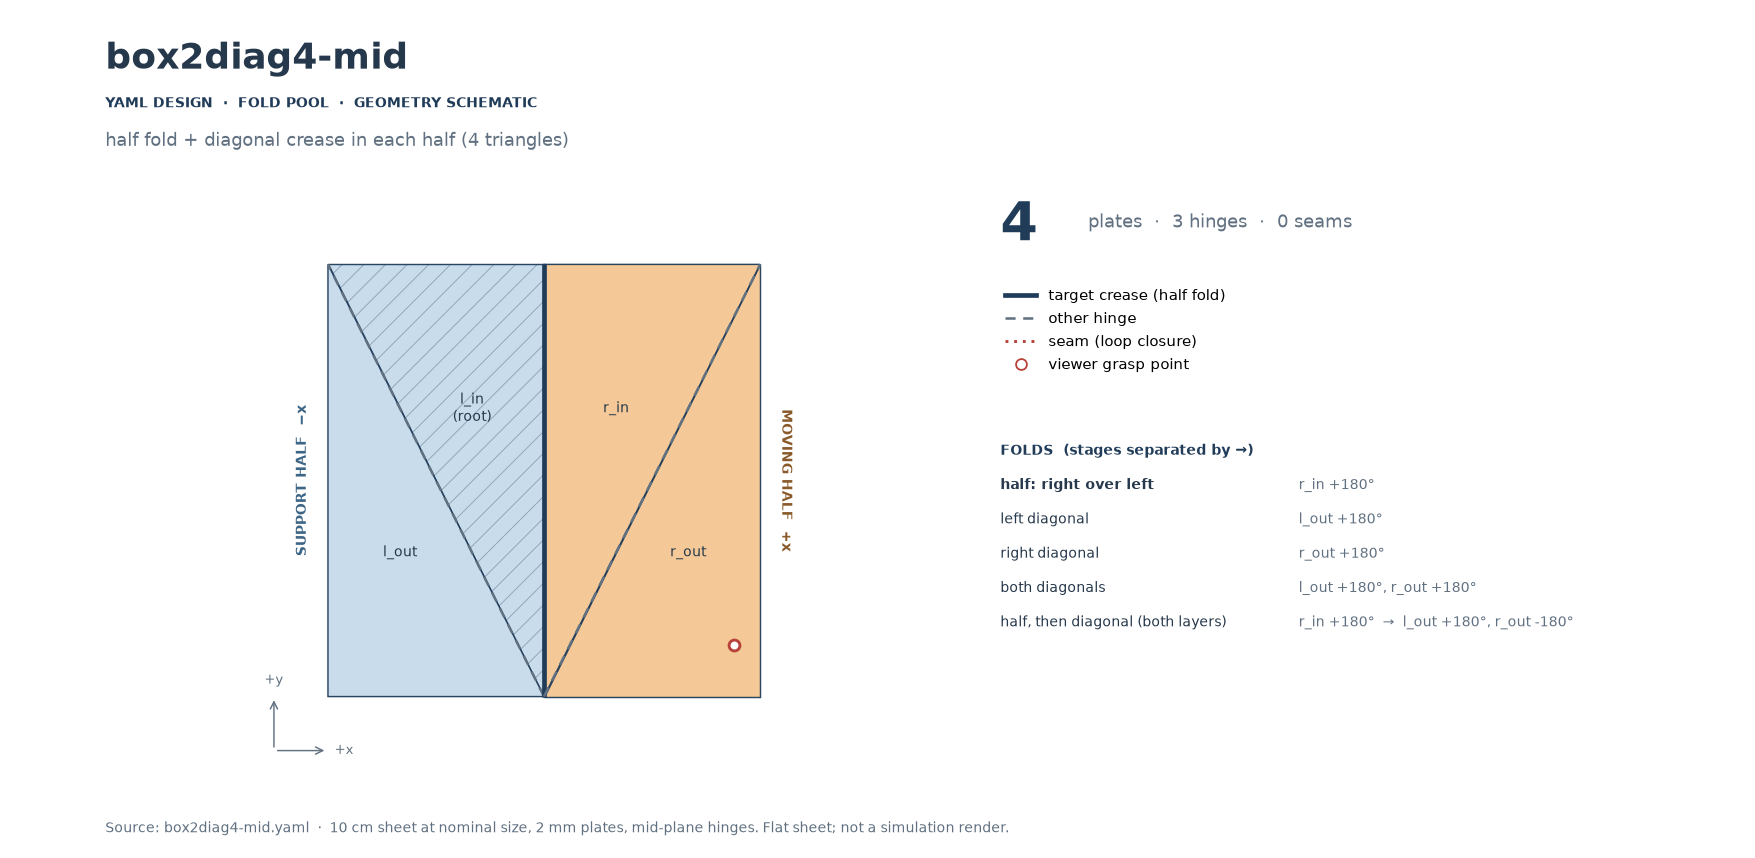 box2diag4-mid
YAML DESIGN · FOLD POOL · GEOMETRY SCHEMATIC
half fold + diagonal crease in each half (4 triangles)
4 plates · 3 hinges · 0 seams
target crease (half fold)
other hinge
seam (loop closure)
viewer grasp point
l_in
(root)
r_in
l_out
r_out
SUPPORT HALF −x
MOVING HALF +x
+y
+x
FOLDS (stages separated by →)
half: right over left r_in +180°
left diagonal l_out +180°
right diagonal r_out +180°
both diagonals l_out +180°, r_out +180°
half, then diagonal (both layers) r_in +180° → l_out +180°, r_out -180°
Source: box2diag4-mid.yaml · 10 cm sheet at nominal size, 2 mm plates, mid-plane hinges. Flat sheet; not a simulation render.